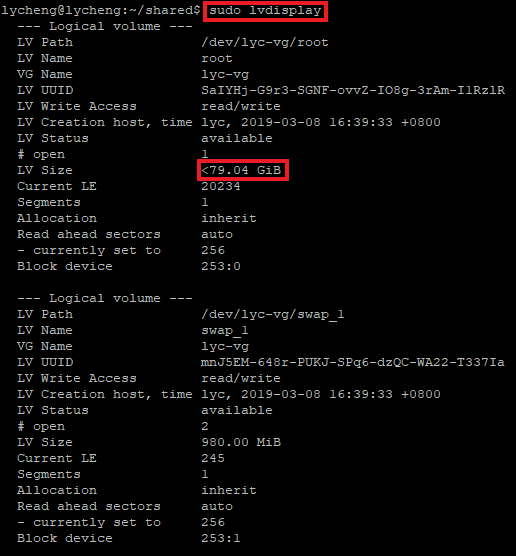 lycheng@lycheng:~/shared$ sudo lvdisplay
--- Logical volume ---
LV Path                /dev/lyc-vg/root
LV Name                root
VG Name                lyc-vg
LV UUID                SaIYHj-G9r3-SGNF-ovvZ-IO8g-3rAm-I1RzlR
LV Write Access        read/write
LV Creation host, time lyc, 2019-03-08 16:39:33 +0800
LV Status              available
# open                 1
LV Size                <79.04 GiB
Current LE             20234
Segments               1
Allocation             inherit
Read ahead sectors     auto
- currently set to     256
Block device           253:0
--- Logical volume ---
LV Path                /dev/lyc-vg/swap_1
LV Name                swap_1
VG Name                lyc-vg
LV UUID                mnJ5EM-648r-PUKJ-SPq6-dzQC-WA22-T337Ia
LV Write Access        read/write
LV Creation host, time lyc, 2019-03-08 16:39:33 +0800
LV Status              available
# open                 2
LV Size                980.00 MiB
Current LE             245
Segments               1
Allocation             inherit
Read ahead sectors     auto
- currently set to     256
Block device           253:1